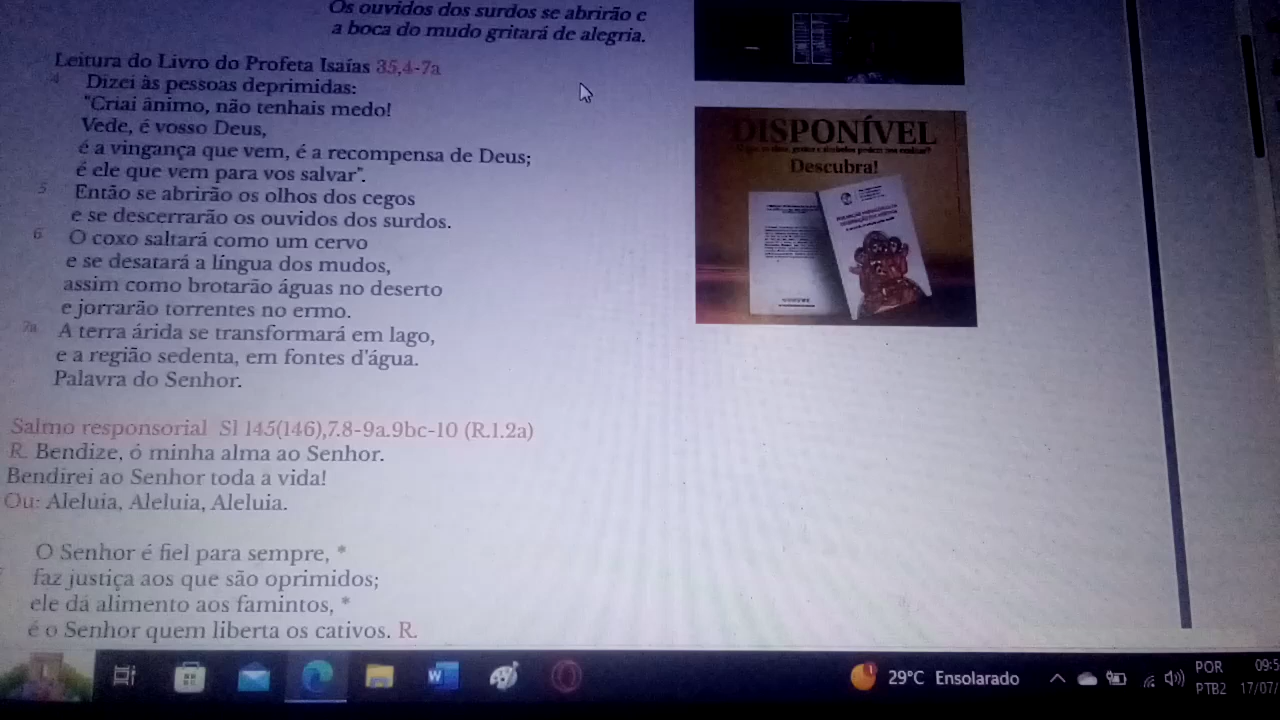 Os ouvidos dos surdos se abrirão e
a boca do mudo gritará de alegria.
Leitura do Livro do Profeta Isaías 35,4-7a
4 Dizei às pessoas deprimidas:
"Criai ânimo, não tenhais medo!
Vede, é vosso Deus,
é a vingança que vem, é a recompensa de Deus;
é ele que vem para vos salvar".
5 Então se abrirão os olhos dos cegos
e se descerrarão os ouvidos dos surdos.
6 O coxo saltará como um cervo
e se desatará a língua dos mudos,
assim como brotarão águas no deserto
e jorrarão torrentes no ermo.
7a A terra árida se transformará em lago,
e a região sedenta, em fontes d'água.
Palavra do Senhor.
Salmo responsorial Sl 145(146),7.8-9a.9bc-10 (R.1.2a)
R. Bendize, ó minha alma ao Senhor.
Bendirei ao Senhor toda a vida!
Ou: Aleluia, Aleluia, Aleluia.
O Senhor é fiel para sempre, *
faz justiça aos que são oprimidos;
ele dá alimento aos famintos, *
é o Senhor quem liberta os cativos. R.
DISPONÍVEL
Descubra!
29°C Ensolarado
POR
PTB2
09:5
17/07/